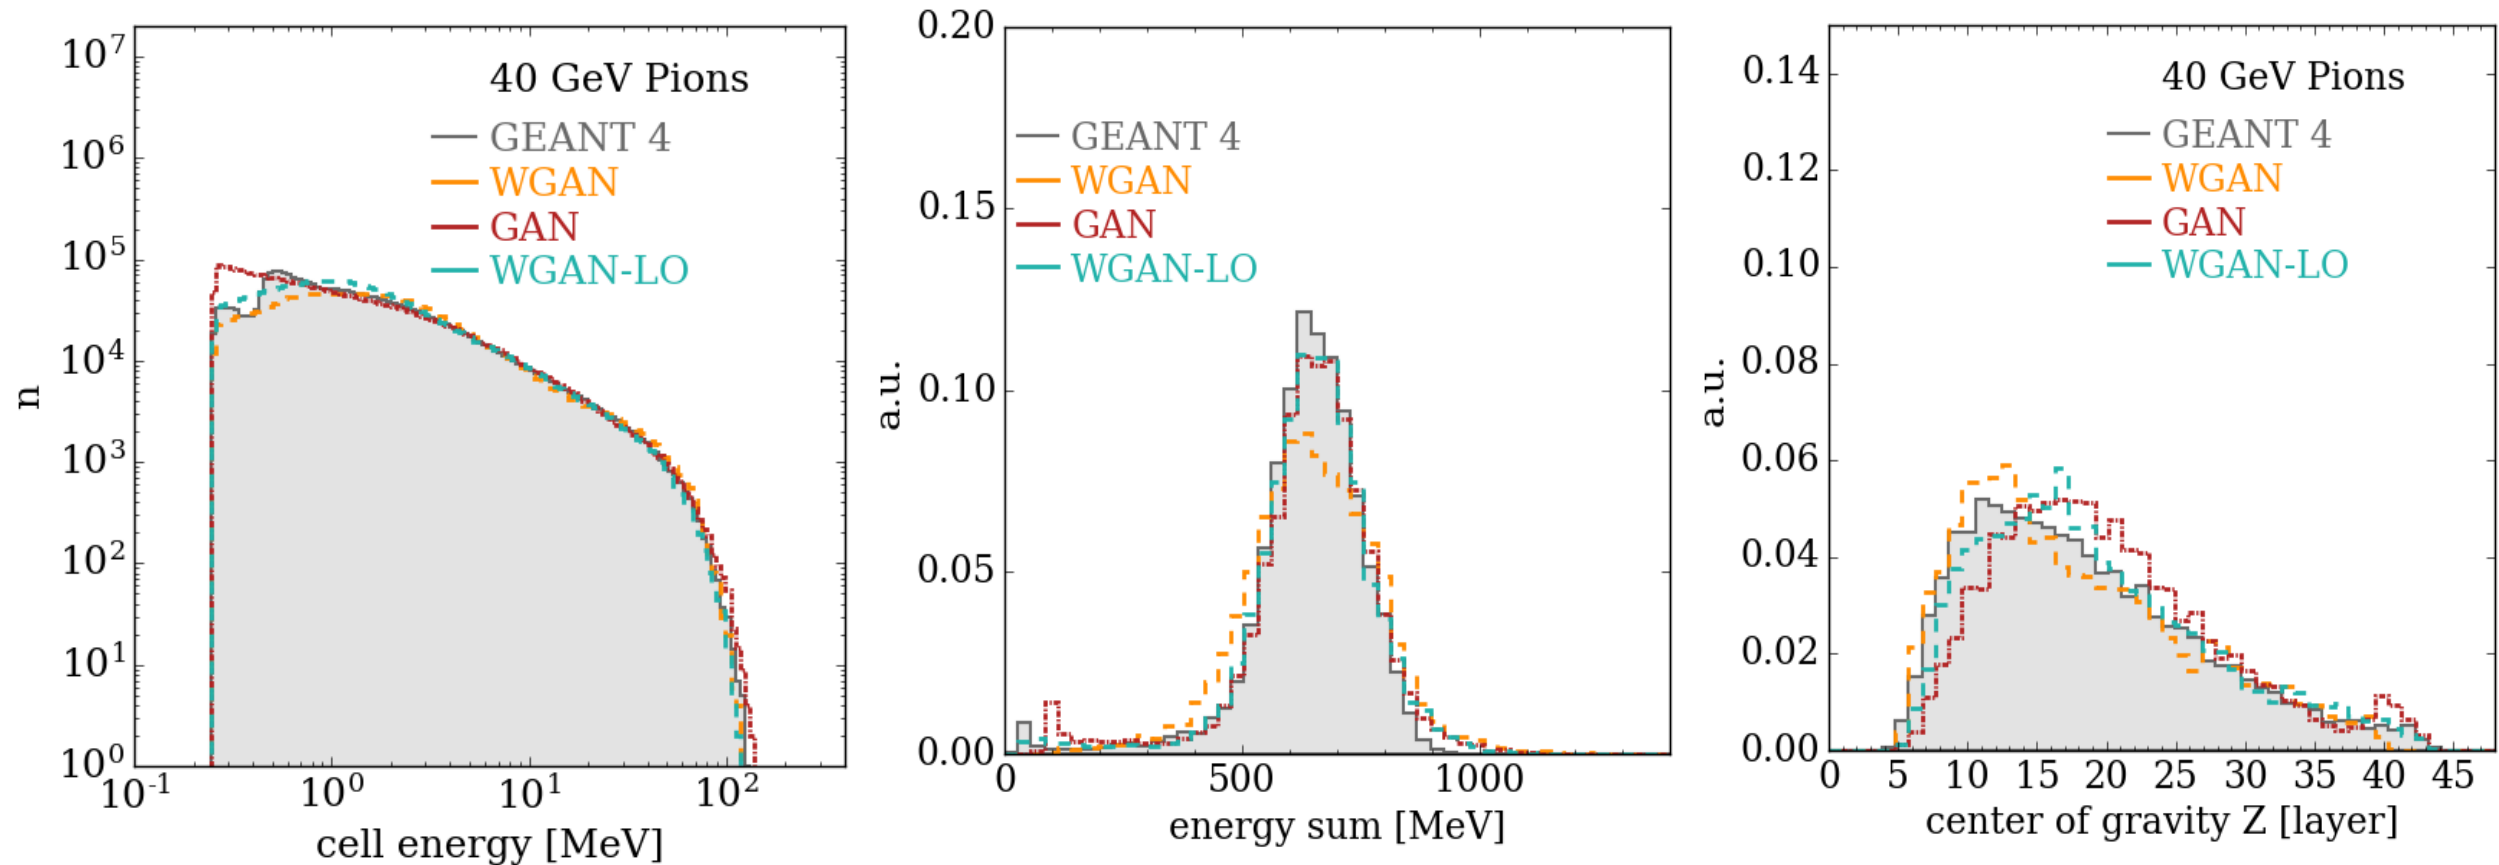 40 GeV Pions
GEANT 4
WGAN
GAN
WGAN-LO
10^7
10^6
10^5
10^4
10^3
10^2
10^1
10^0
n
10^-1
10^0
10^1
10^2
cell energy [MeV]
GEANT 4
WGAN
GAN
WGAN-LO
0.20
0.15
0.10
0.05
0.00
a.u.
0
500
1000
energy sum [MeV]
40 GeV Pions
GEANT 4
WGAN
GAN
WGAN-LO
0.14
0.12
0.10
0.08
0.06
0.04
0.02
0.00
a.u.
0
5
10
15
20
25
30
35
40
45
center of gravity Z [layer]